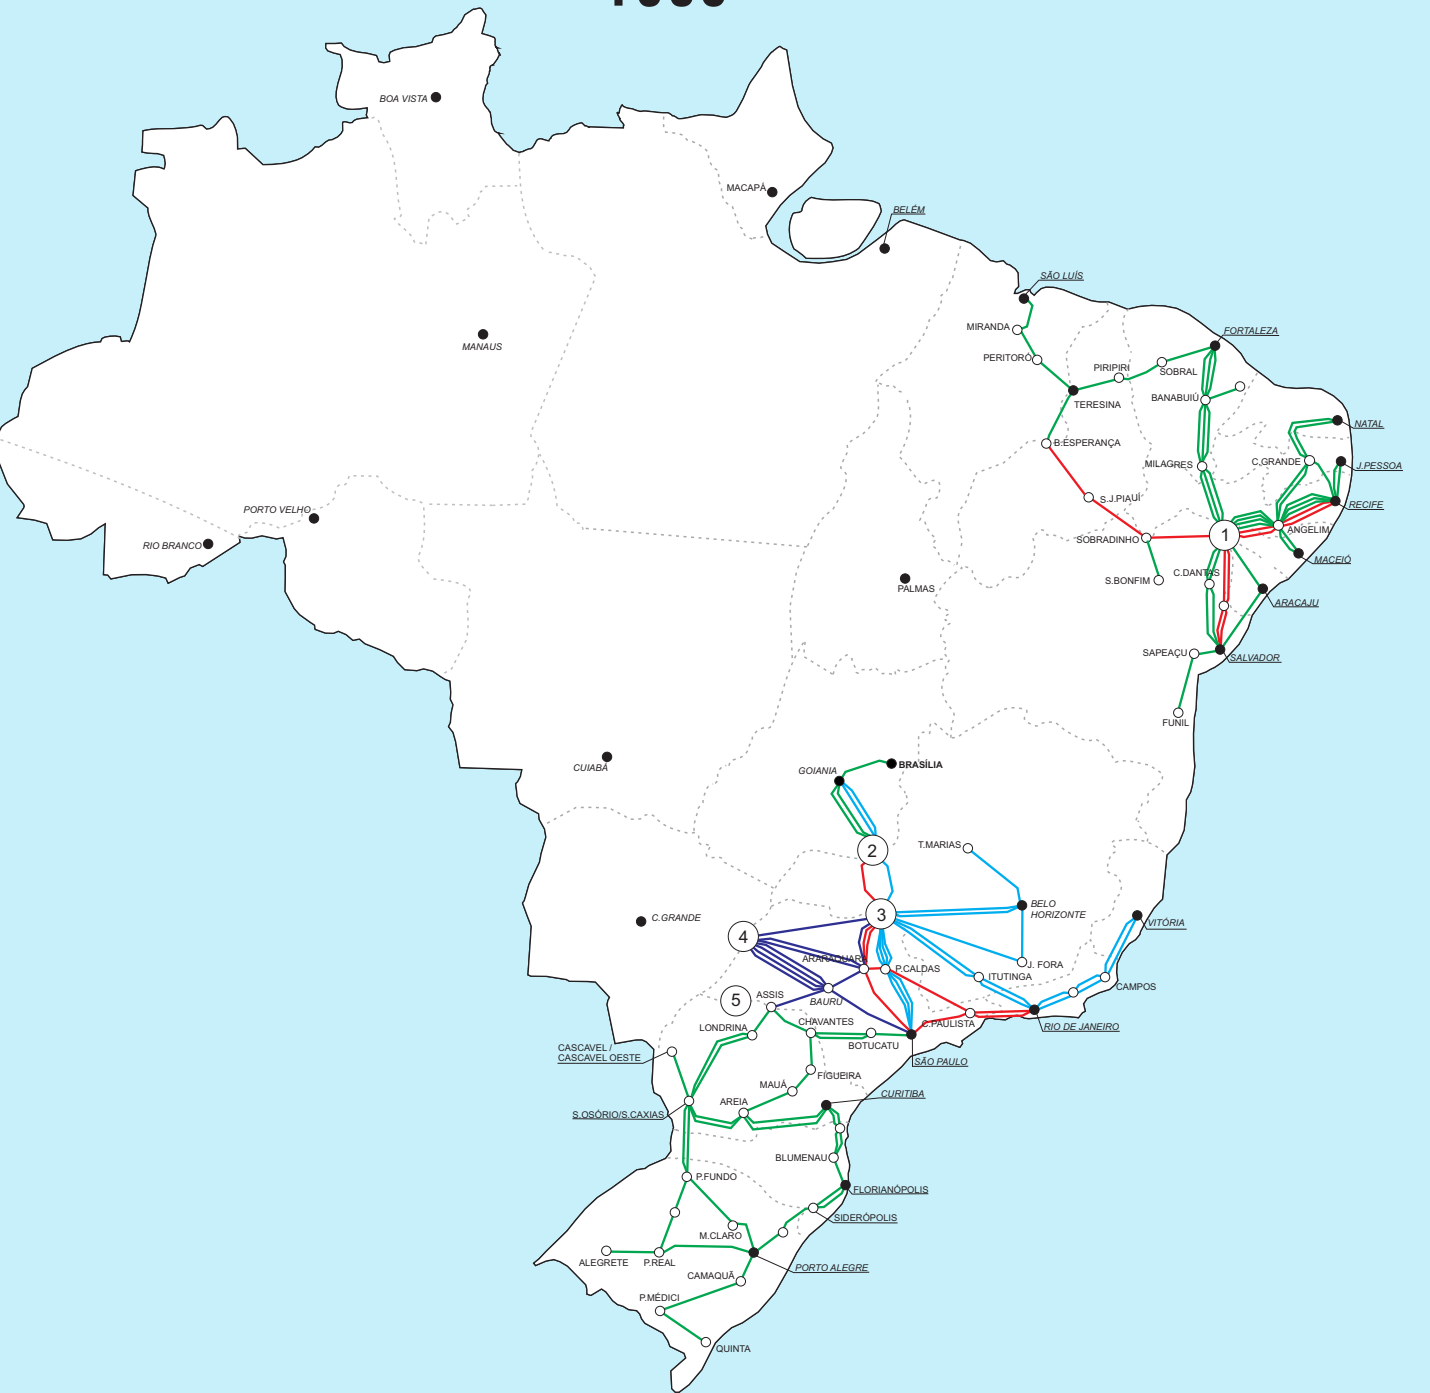 BOA VISTA
MACAPÁ
BELÉM
SÃO LUÍS
MIRANDA
FORTALEZA
MANAUS
PERITORÓ
PIRIPIRI
SOBRAL
TERESINA
BANABUIÚ
NATAL
B.ESPERANÇA
MILAGRES
C.GRANDE
J.PESSOA
S.J.PIAUÍ
RECIFE
PORTO VELHO
ANGELIM
RIO BRANCO
SOBRADINHO
1
MACEIÓ
C.DANTAS
S.BONFIM
PALMAS
ARACAJU
SAPEAÇU
SALVADOR
FUNIL
CUIABÁ
GOIANIA
BRASÍLIA
2
T.MARIAS
C.GRANDE
3
BELO
HORIZONTE
VITÓRIA
4
ARARAQUARA
P.CALDAS
J. FORA
ITUTINGA
CAMPOS
5
ASSIS
BAURU
LONDRINA
CHAVANTES
C.PAULISTA
RIO DE JANEIRO
BOTUCATU
CASCAVEL /
CASCAVEL OESTE
SÃO PAULO
FIGUEIRA
MAUÁ
CURITIBA
AREIA
S.OSÓRIO/S.CAXIAS
BLUMENAU
P.FUNDO
FLORIANÓPOLIS
SIDERÓPOLIS
M.CLARO
ALEGRETE
P.REAL
PORTO ALEGRE
CAMAQUÃ
P.MÉDICI
QUINTA